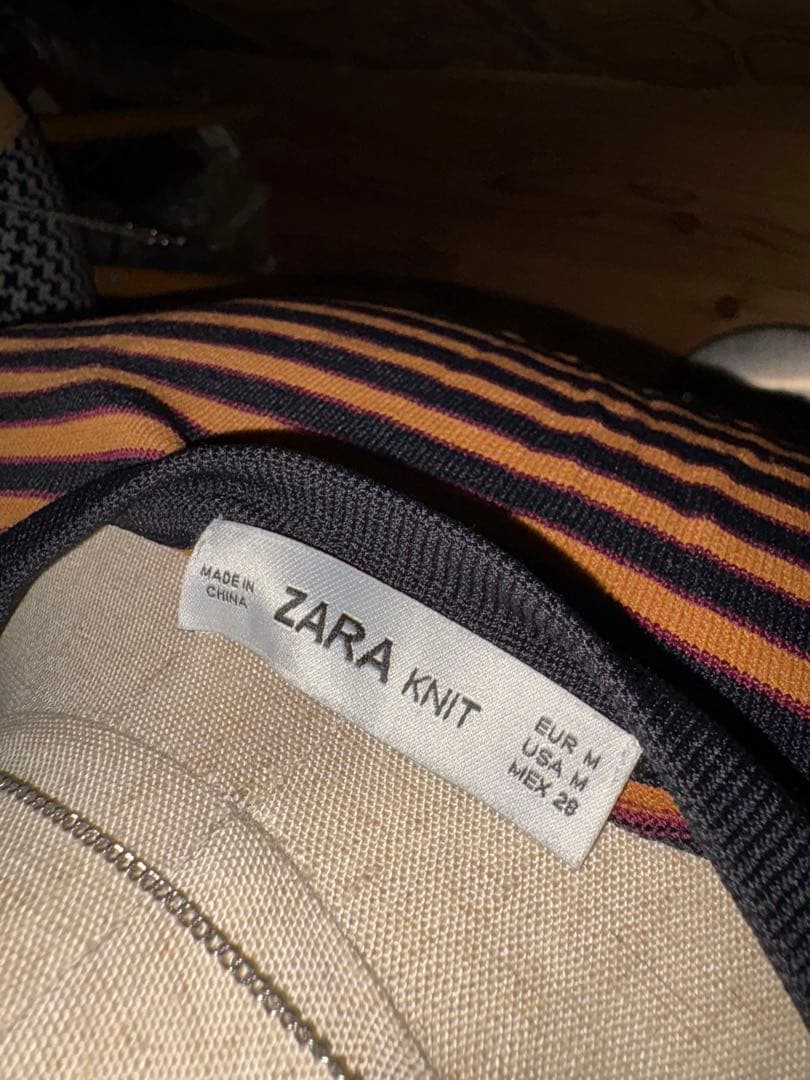 MADE IN
CHINA
ZARA KNIT
EUR M
USA M
MEX 28